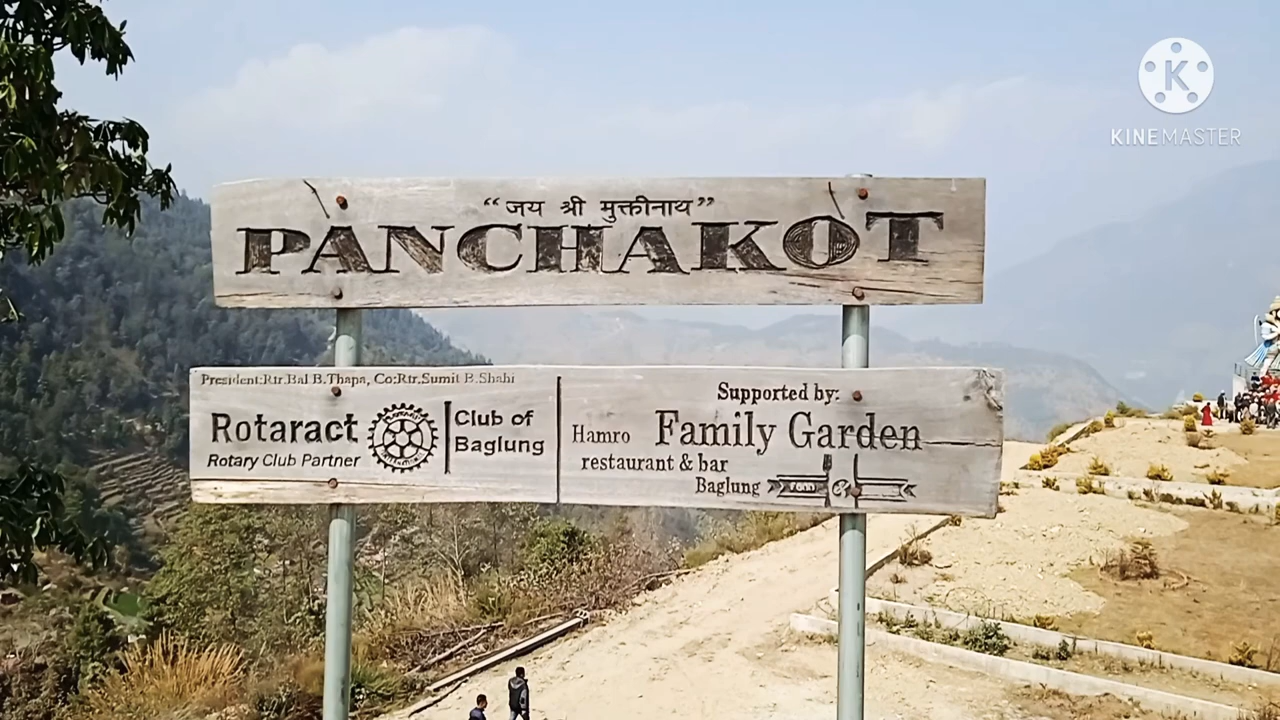 KINEMASTER
“जय श्री मुक्तीनाथ”
PANCHAKOT
President:Rtr.Bal B.Thapa, Co:Rtr.Sumit B.Shahi
Rotaract
Rotary Club Partner
Club of
Baglung
Supported by:
Hamro Family Garden
restaurant & bar
Baglung